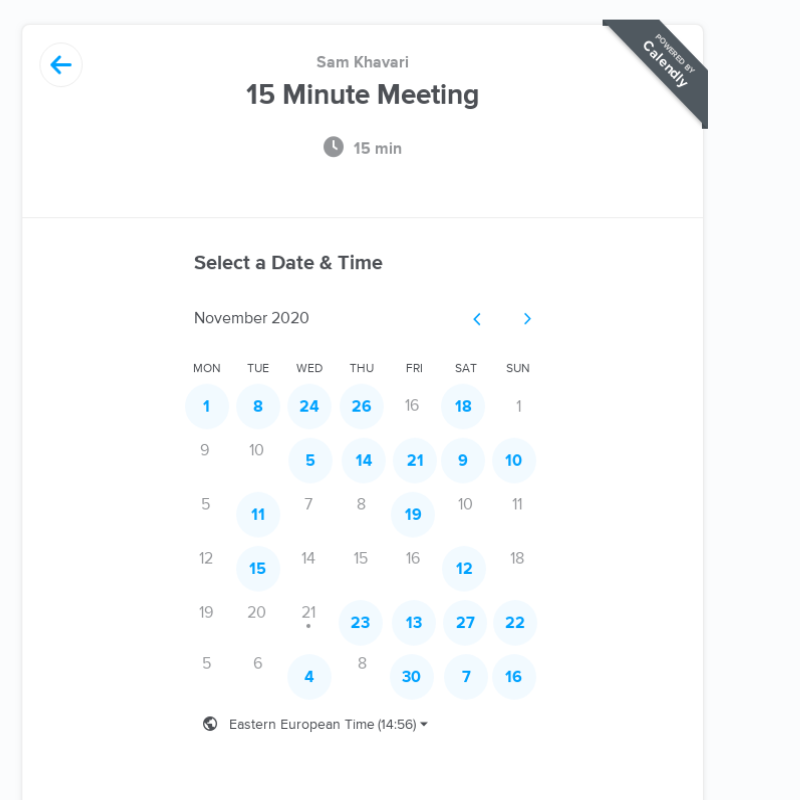 POWERED BY
Calendly
Sam Khavari
15 Minute Meeting
15 min
Select a Date & Time
November 2020
MON TUE WED THU FRI SAT SUN
1 8 24 26 16 18 1
9 10 5 14 21 9 10
5 11 7 8 19 10 11
12 15 14 15 16 12 18
19 20 21 23 13 27 22
5 6 4 8 30 7 16
Eastern European Time (14:56)